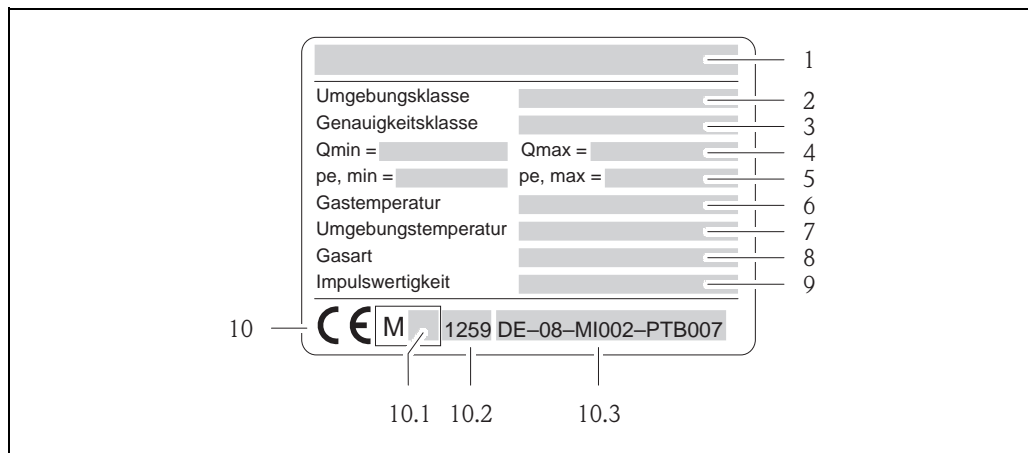 1
Umgebungsklasse 2
Genauigkeitsklasse 3
Qmin = Qmax = 4
pe, min = pe, max = 5
Gastemperatur 6
Umgebungstemperatur 7
Gasart 8
Impulswertigkeit 9
10 CE M 1259 DE–08–MI002–PTB007
10.1 10.2 10.3